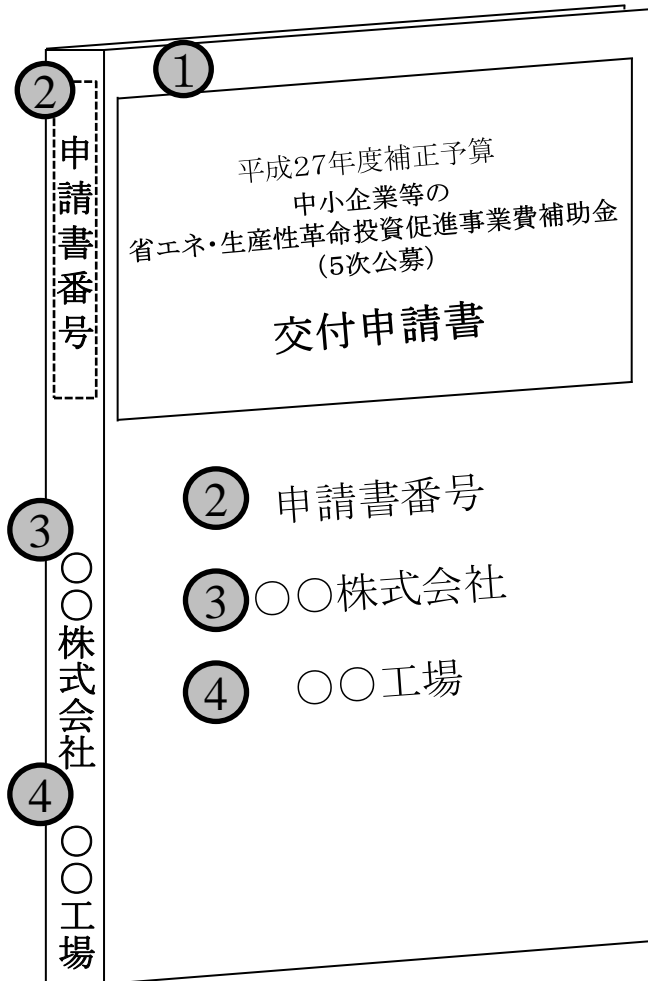 ①
平成27年度補正予算
中小企業等の
省エネ・生産性革命投資促進事業費補助金
(5次公募)
交付申請書
② 申請書番号
③ ○○株式会社
④ ○○工場
②
申請書番号
③
○○株式会社
④
○○工場